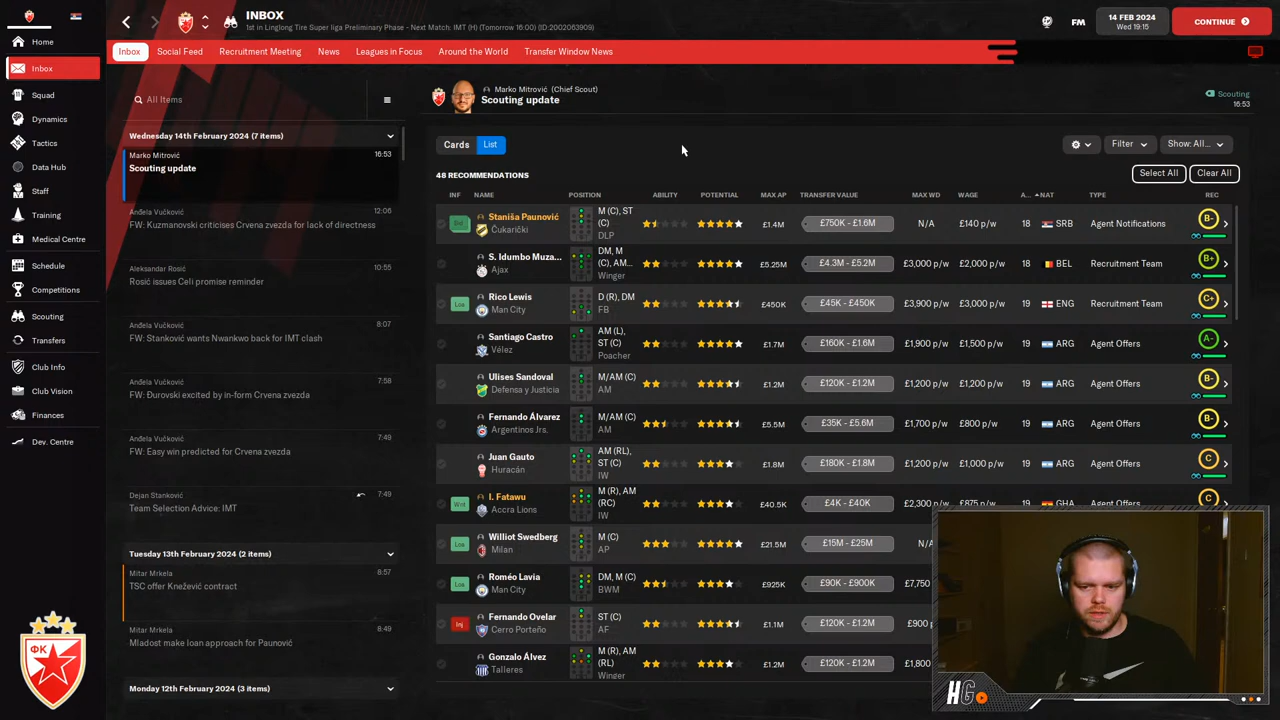 INBOX
1st in Linglong Tire Super liga Preliminary Phase - Next Match: IMT (H) (Tomorrow 16:00) (ID:2002063909)
FM
14 FEB 2024
Wed 19:15
CONTINUE
Home
Inbox
Squad
Dynamics
Tactics
Data Hub
Staff
Training
Medical Centre
Schedule
Competitions
Scouting
Transfers
Club Info
Club Vision
Finances
Dev. Centre
Inbox Social Feed Recruitment Meeting News Leagues in Focus Around the World Transfer Window News
All Items
Wednesday 14th February 2024 (7 items)
Marko Mitrović 16:53
Scouting update
Anđela Vučković 12:06
FW: Kuzmanovski criticises Crvena zvezda for lack of directness
Aleksandar Rosić 10:55
Rosić issues Celi promise reminder
Anđela Vučković 8:07
FW: Stanković wants Nwankwo back for IMT clash
Anđela Vučković 7:58
FW: Đurovski excited by in-form Crvena zvezda
Anđela Vučković 7:49
FW: Easy win predicted for Crvena zvezda
Dejan Stanković 7:49
Team Selection Advice: IMT
Tuesday 13th February 2024 (2 items)
Mitar Mrkela 8:57
TSC offer Knežević contract
Mitar Mrkela 8:49
Mladost make loan approach for Paunović
Monday 12th February 2024 (3 items)
Marko Mitrović (Chief Scout)
Scouting update
Scouting
16:53
Cards List
Filter
Show: All...
48 RECOMMENDATIONS
Select All Clear All
INF NAME POSITION ABILITY POTENTIAL MAX AP TRANSFER VALUE MAX WD WAGE A... NAT TYPE REC
Staniša Paunović Čukarički M (C), ST (C) DLP £1.4M £750K - £1.6M N/A £140 p/w 18 SRB Agent Notifications B-
S. Idumbo Muza... Ajax DM, M (C), AM... Winger £5.25M £4.3M - £5.2M £3,000 p/w £2,000 p/w 18 BEL Recruitment Team B+
Loa Rico Lewis Man City D (R), DM FB £450K £45K - £450K £3,900 p/w £3,000 p/w 19 ENG Recruitment Team C+
Santiago Castro Vélez AM (L), ST (C) Poacher £1.7M £160K - £1.6M £1,900 p/w £1,500 p/w 19 ARG Agent Offers A-
Ulises Sandoval Defensa y Justicia M/AM (C) AM £1.2M £120K - £1.2M £1,200 p/w £1,200 p/w 19 ARG Agent Offers B-
Fernando Álvarez Argentinos Jrs. M/AM (C) AM £5.5M £35K - £5.6M £1,700 p/w £800 p/w 19 ARG Agent Offers B-
Juan Gauto Huracán AM (RL), ST (C) IW £1.8M £180K - £1.8M £1,200 p/w £1,000 p/w 19 ARG Agent Offers C
Wnt I. Fatawu Accra Lions M (R), AM (RC) IW £40.5K £4K - £40K £2,300 p/w £875 p/w 19 GHA Agent Offers C
Loa Williot Swedberg Milan M (C) AP £21.5M £15M - £25M N/A
Loa Roméo Lavia Man City DM, M (C) BWM £925K £90K - £900K £7,750
Inj Fernando Ovelar Cerro Porteño ST (C) AF £1.1M £120K - £1.2M £900 p/w
Gonzalo Álvez Talleres M (R), AM (RL) Winger £1.2M £120K - £1.2M £1,800
HG
ФК